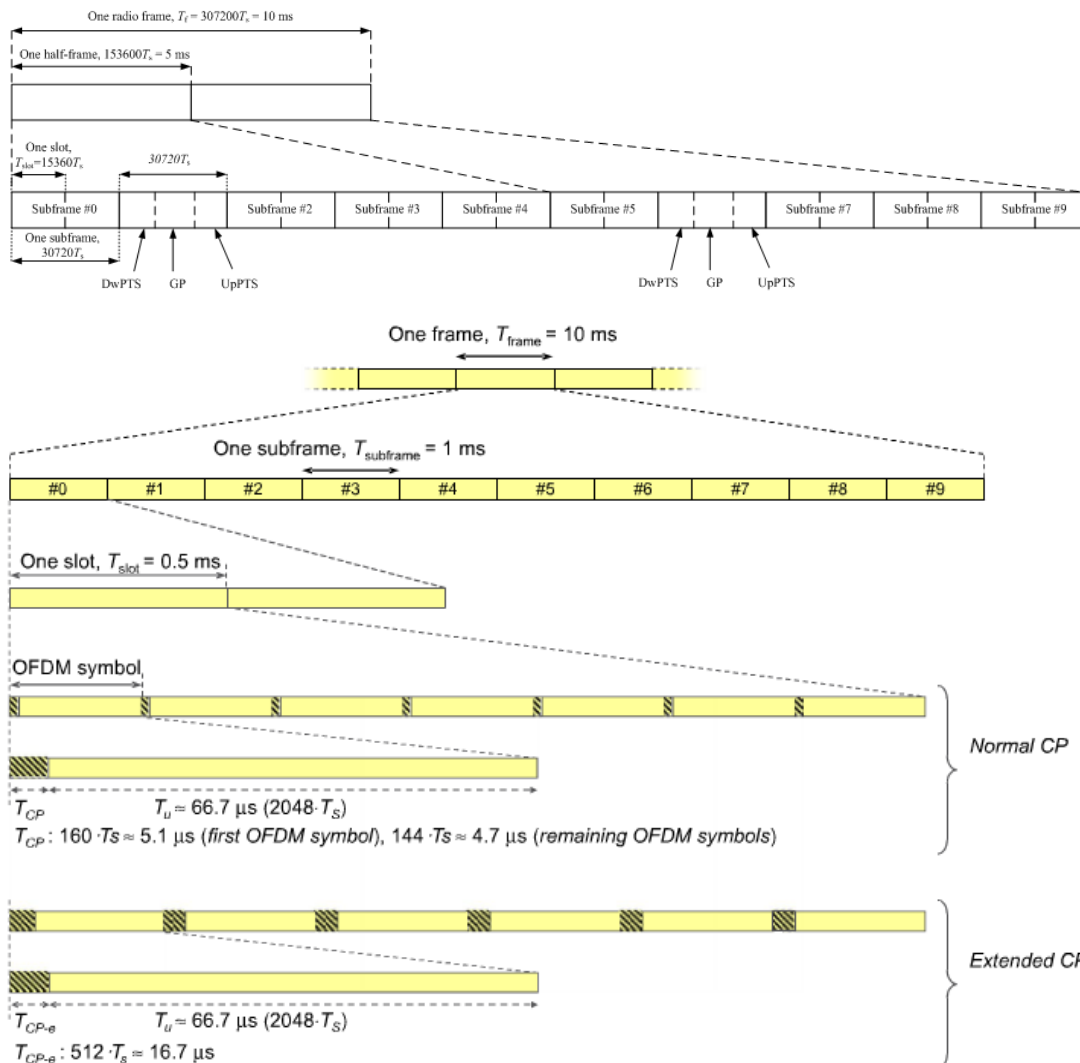 One radio frame, Tf = 307200Ts = 10 ms
One half-frame, 153600Ts = 5 ms
One slot,
Tslot=15360Ts
30720Ts
Subframe #0
Subframe #2
Subframe #3
Subframe #4
Subframe #5
Subframe #7
Subframe #8
Subframe #9
One subframe,
30720Ts
DwPTS
GP
UpPTS
DwPTS
GP
UpPTS
One frame, Tframe = 10 ms
One subframe, Tsubframe = 1 ms
#0 #1 #2 #3 #4 #5 #6 #7 #8 #9
One slot, Tslot = 0.5 ms
OFDM symbol
Normal CP
TCP
Tu ≈ 66.7 µs (2048·TS)
TCP : 160 ·Ts ≈ 5.1 µs (first OFDM symbol), 144 ·Ts ≈ 4.7 µs (remaining OFDM symbols)
Extended CP
TCP-e
Tu ≈ 66.7 µs (2048·TS)
TCP-e : 512 ·Ts ≈ 16.7 µs